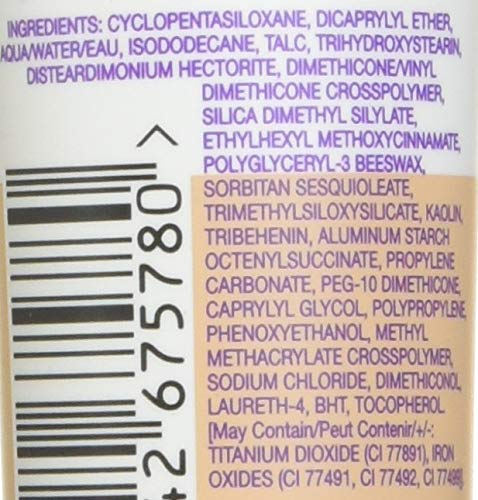 INGREDIENTS: CYCLOPENTASILOXANE, DICAPRYLYL ETHER,
AQUA/WATER/EAU, ISODODECANE, TALC, TRIHYDROXYSTEARIN,
DISTEARDIMONIUM HECTORITE, DIMETHICONE/VINYL
DIMETHICONE CROSSPOLYMER,
SILICA DIMETHYL SILYLATE,
ETHYLHEXYL METHOXYCINNAMATE,
POLYGLYCERYL-3 BEESWAX,
SORBITAN SESQUIOLEATE,
TRIMETHYLSILOXYSILICATE, KAOLIN,
TRIBEHENIN, ALUMINUM STARCH
OCTENYLSUCCINATE, PROPYLENE
CARBONATE, PEG-10 DIMETHICONE,
CAPRYLYL GLYCOL, POLYPROPYLENE,
PHENOXYETHANOL, METHYL
METHACRYLATE CROSSPOLYMER,
SODIUM CHLORIDE, DIMETHICONOL,
LAURETH-4, BHT, TOCOPHEROL
[May Contain/Peut Contenir/+/-:
TITANIUM DIOXIDE (CI 77891), IRON
OXIDES (CI 77491, CI 77492, CI 77499)].
42 675780 >